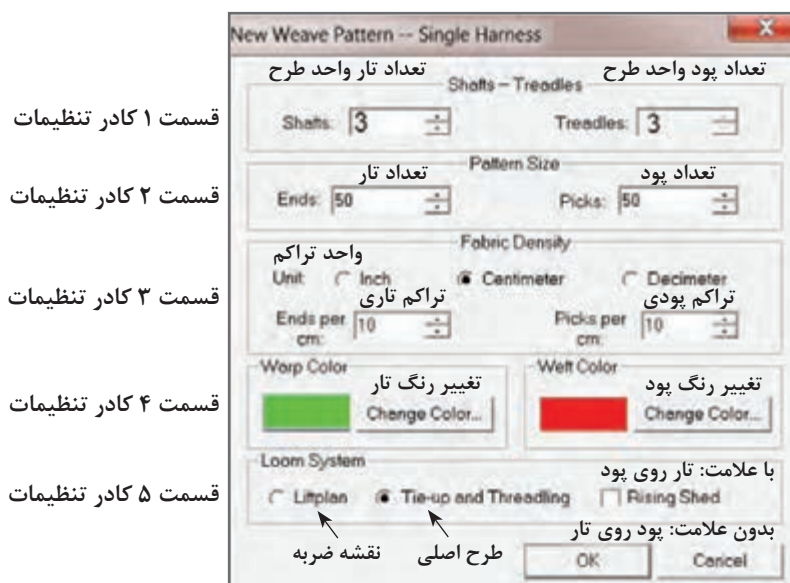 New Weave Pattern -- Single Harness
تعداد تار واحد طرح
تعداد پود واحد طرح
Shafts – Treadles
قسمت ۱ کادر تنظیمات
Shafts: 3
Treadles: 3
Pattern Size
تعداد تار
تعداد پود
قسمت ۲ کادر تنظیمات
Ends: 50
Picks: 50
Fabric Density
واحد تراکم
Unit Inch Centimeter Decimeter
قسمت ۳ کادر تنظیمات
تراکم تاری
تراکم پودی
Ends per cm: 10
Picks per cm: 10
Warp Color
Weft Color
تغییر رنگ تار
تغییر رنگ پود
قسمت ۴ کادر تنظیمات
Change Color...
Change Color...
Loom System
با علامت: تار روی پود
قسمت ۵ کادر تنظیمات
Liftplan Tie-up and Threadling Rising Shed
بدون علامت: پود روی تار
نقشه ضربه
طرح اصلی
OK
Cancel